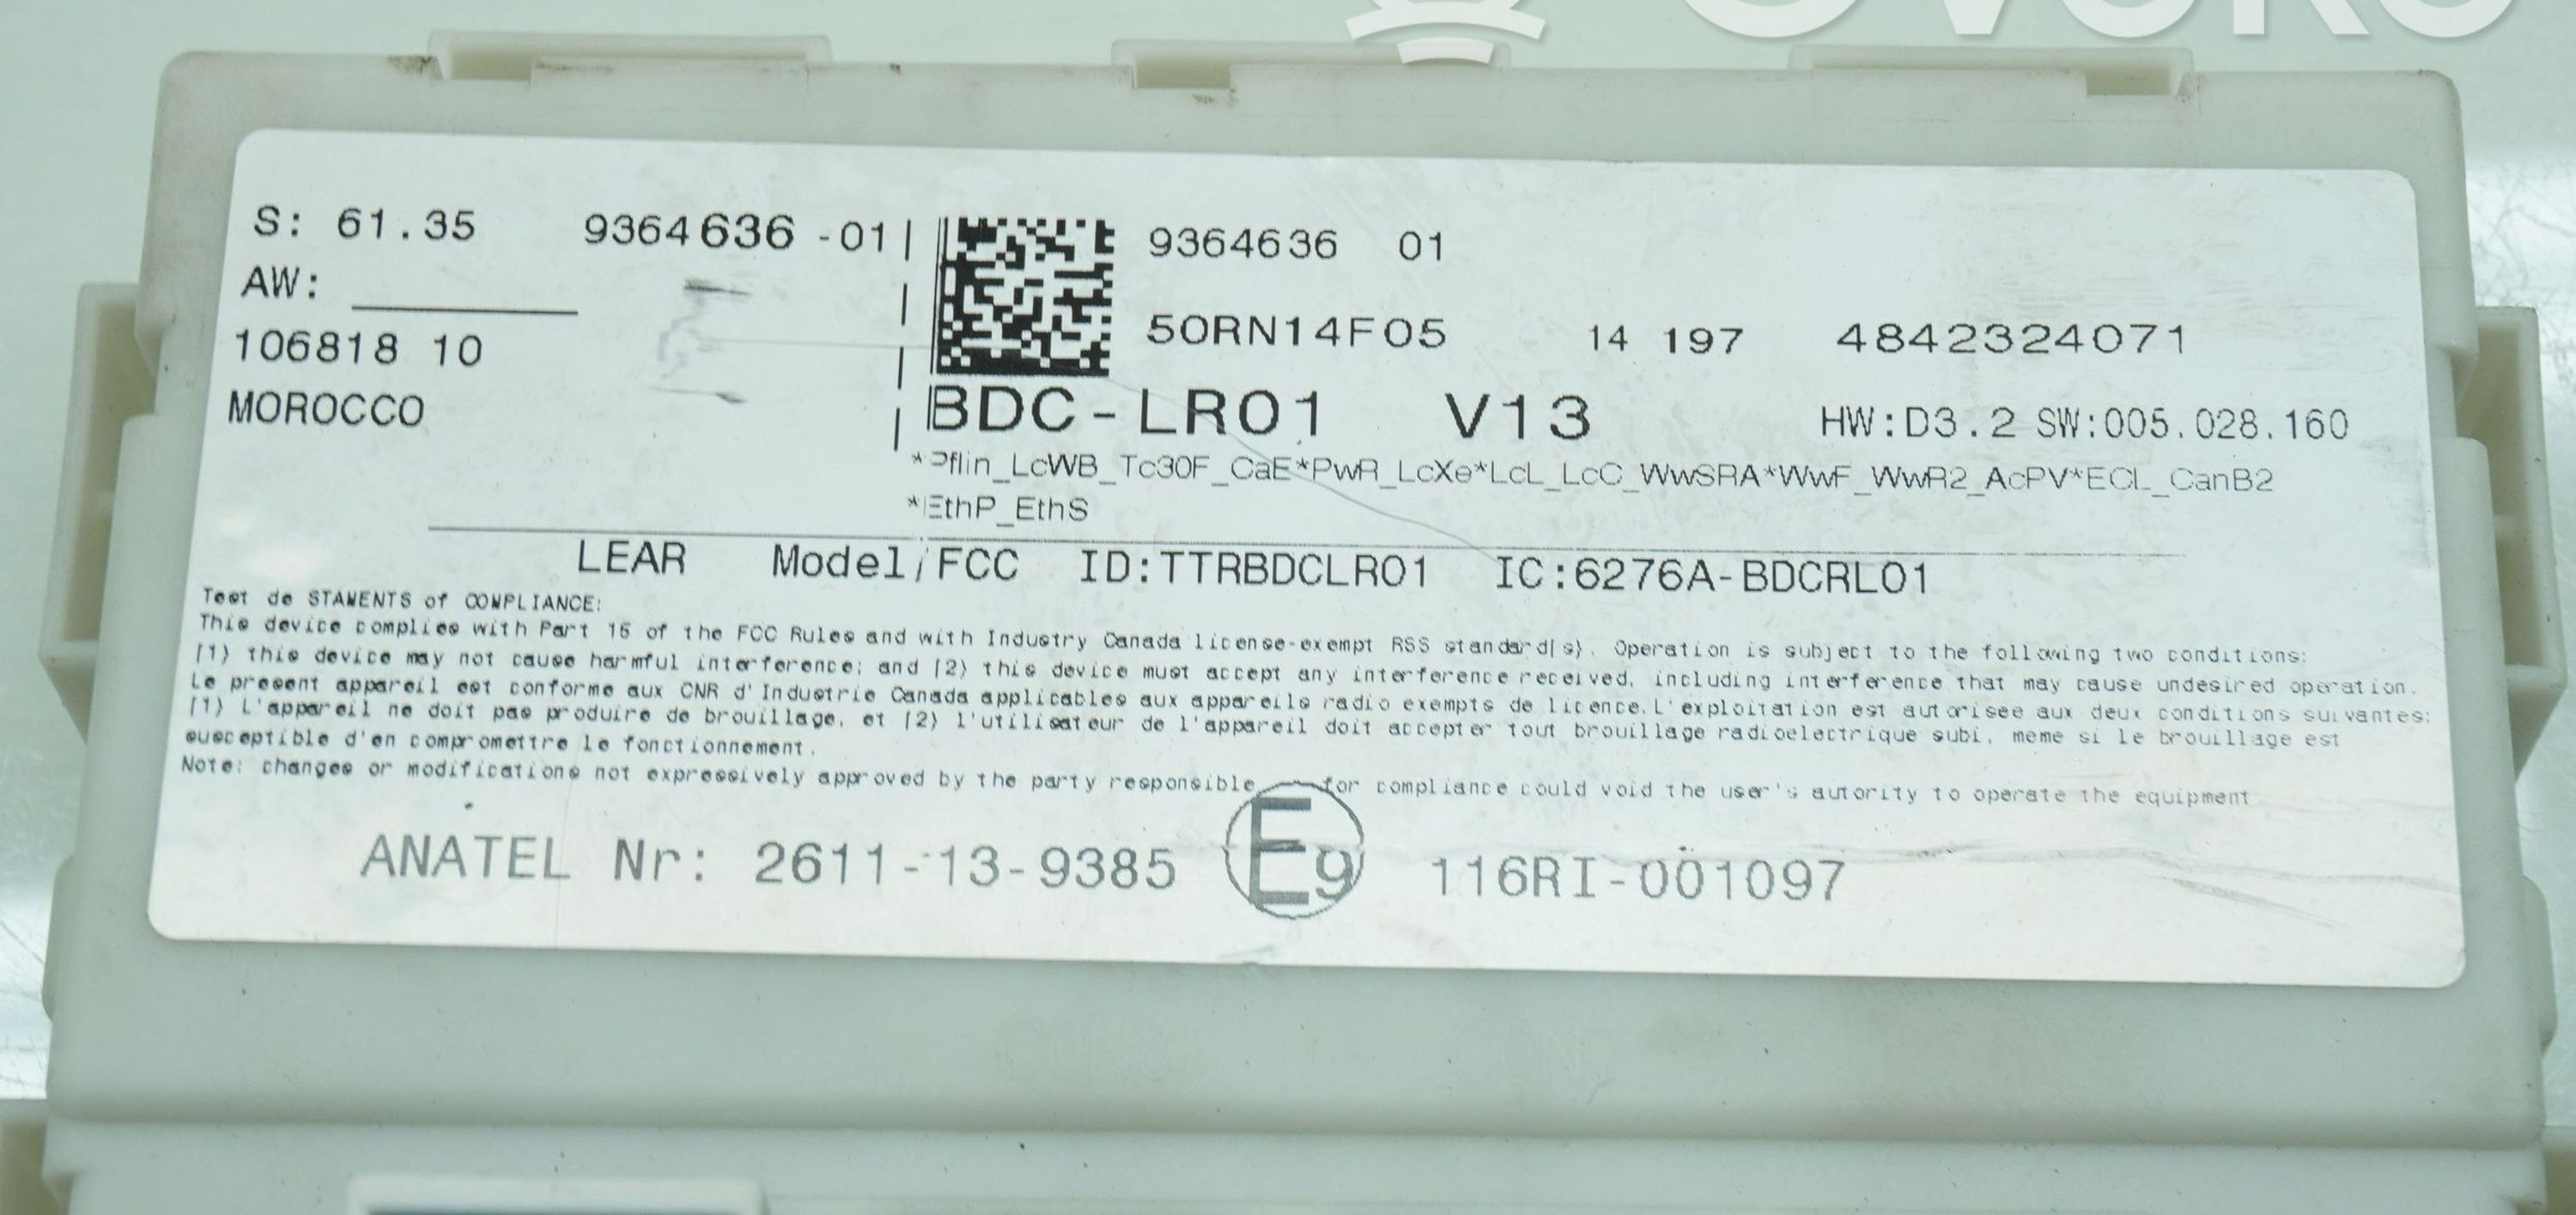 OVOKO
S: 61.35 9364636 -01
AW:
106818 10
MOROCCO
9364636 01
50RN14F05 14 197 4842324071
BDC-LR01 V13 HW:D3.2 SW:005.028.160
_LcWB_Tc30F_CaE*PwR_LcXe*LcL_LcC_WwSRA*WwF_WwR2_AcPV*ECL_CanB2
*EthP_EthS
LEAR Model/FCC ID:TTRBDCLR01 IC:6276A-BDCRL01
Test de STAMENTS of COMPLIANCE:
This device complies with Part 15 of the FCC Rules and with Industry Canada license-exempt RSS standard(s). Operation is subject to the following two conditions:
(1) this device may not cause harmful interference; and (2) this device must accept any interference received, including interference that may cause undesired operation.
Le present appareil est conforme aux CNR d'Industrie Canada applicables aux appareils radio exempts de licence.L'exploitation est autorisee aux deux conditions suivantes:
(1) L'appareil ne doit pas produire de brouillage, et (2) l'utilisateur de l'appareil doit accepter tout brouillage radioelectrique subi, meme si le brouillage est
susceptible d'en compromettre le fonctionnement.
Note: changes or modifications not expressively approved by the party responsible for compliance could void the user's autority to operate the equipment
ANATEL Nr: 2611-13-9385 E9 116RI-001097